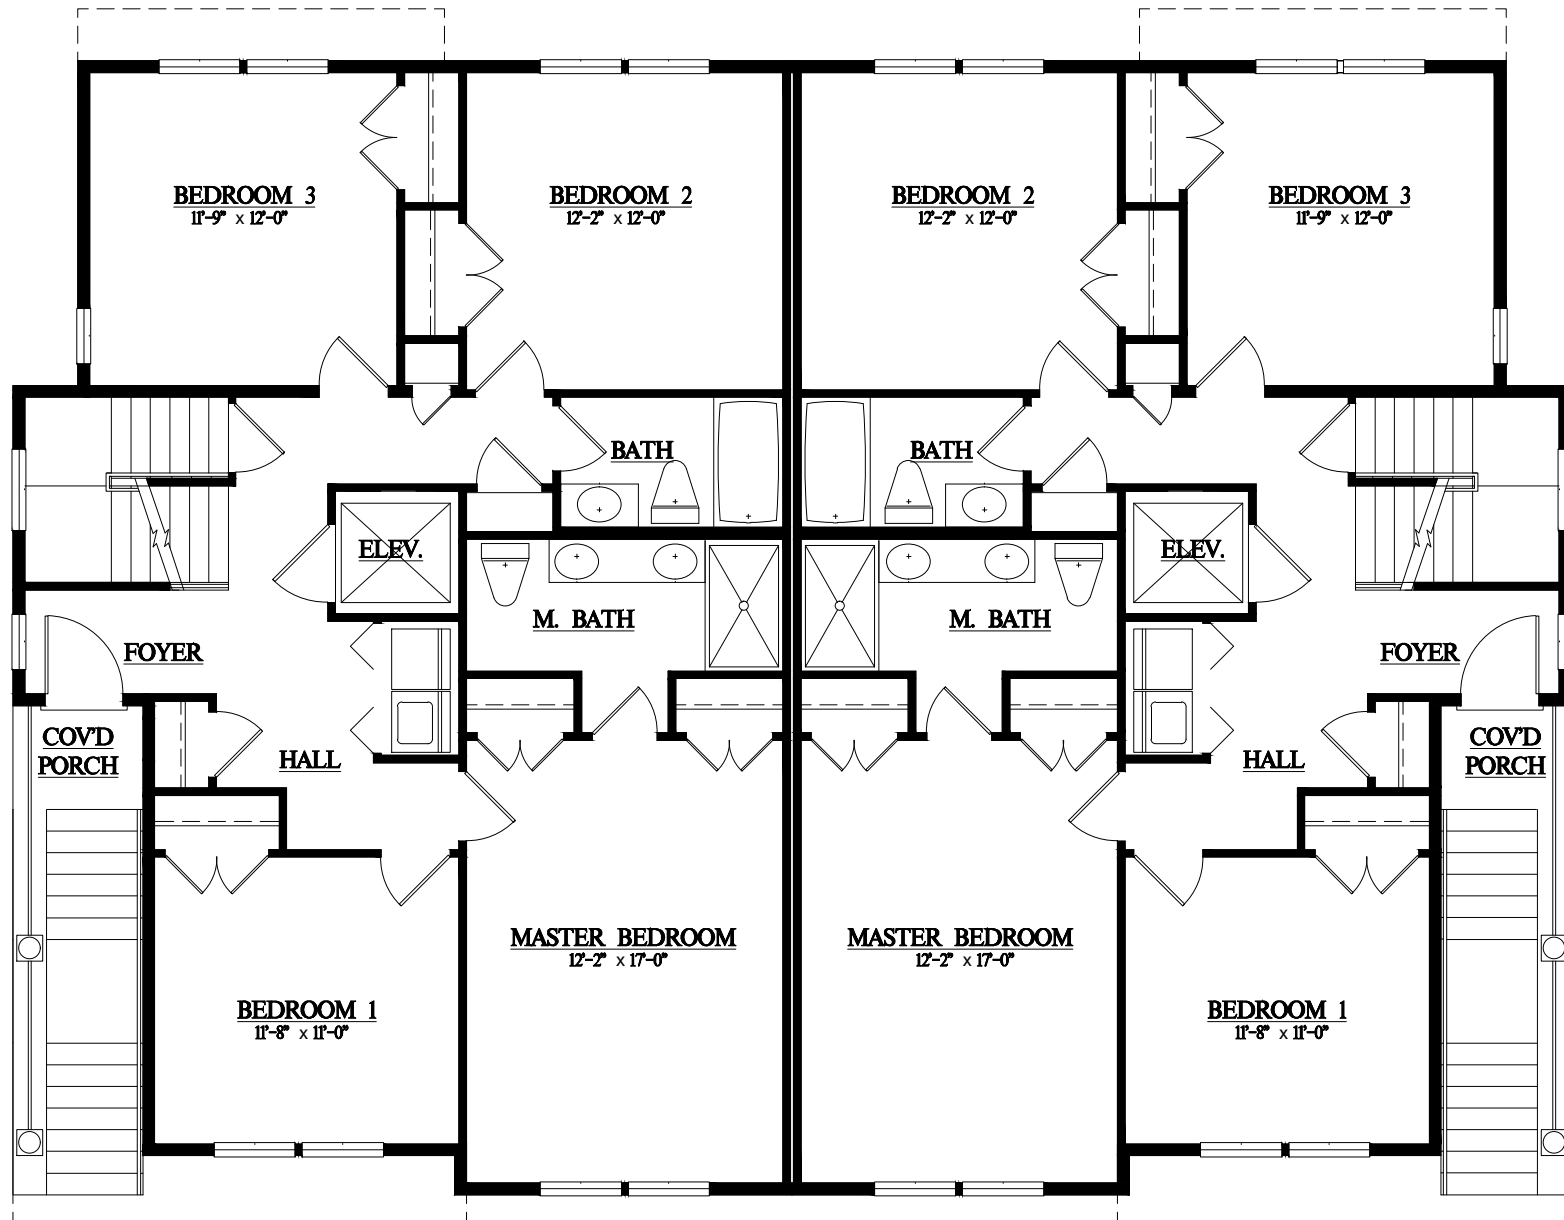 BEDROOM 3
11'-9" x 12'-0"
BEDROOM 2
12'-2" x 12'-0"
BEDROOM 2
12'-2" x 12'-0"
BEDROOM 3
11'-9" x 12'-0"
BATH
BATH
ELEV.
ELEV.
M. BATH
M. BATH
FOYER
FOYER
COV'D
PORCH
HALL
HALL
COV'D
PORCH
MASTER BEDROOM
12'-2" x 17'-0"
MASTER BEDROOM
12'-2" x 17'-0"
BEDROOM 1
11'-8" x 11'-0"
BEDROOM 1
11'-8" x 11'-0"